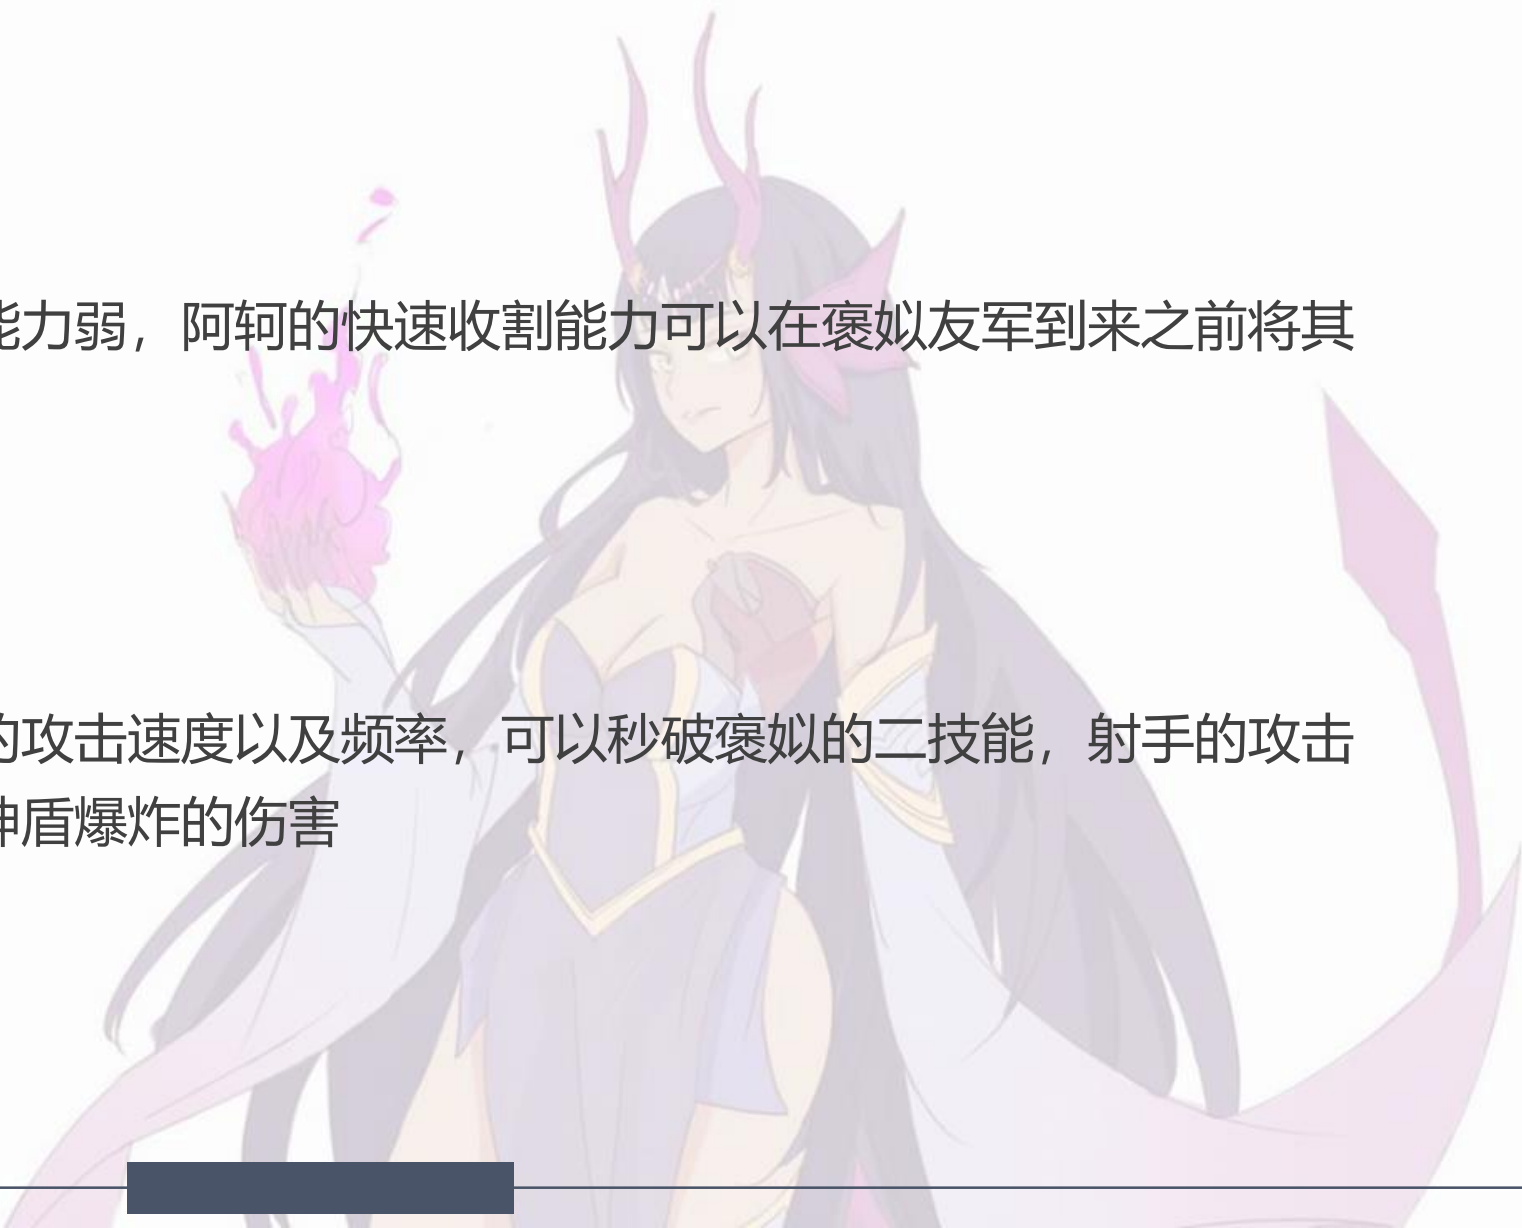 能力弱，阿轲的快速收割能力可以在褒姒友军到来之前将其
的攻击速度以及频率，可以秒破褒姒的二技能，射手的攻击
神盾爆炸的伤害